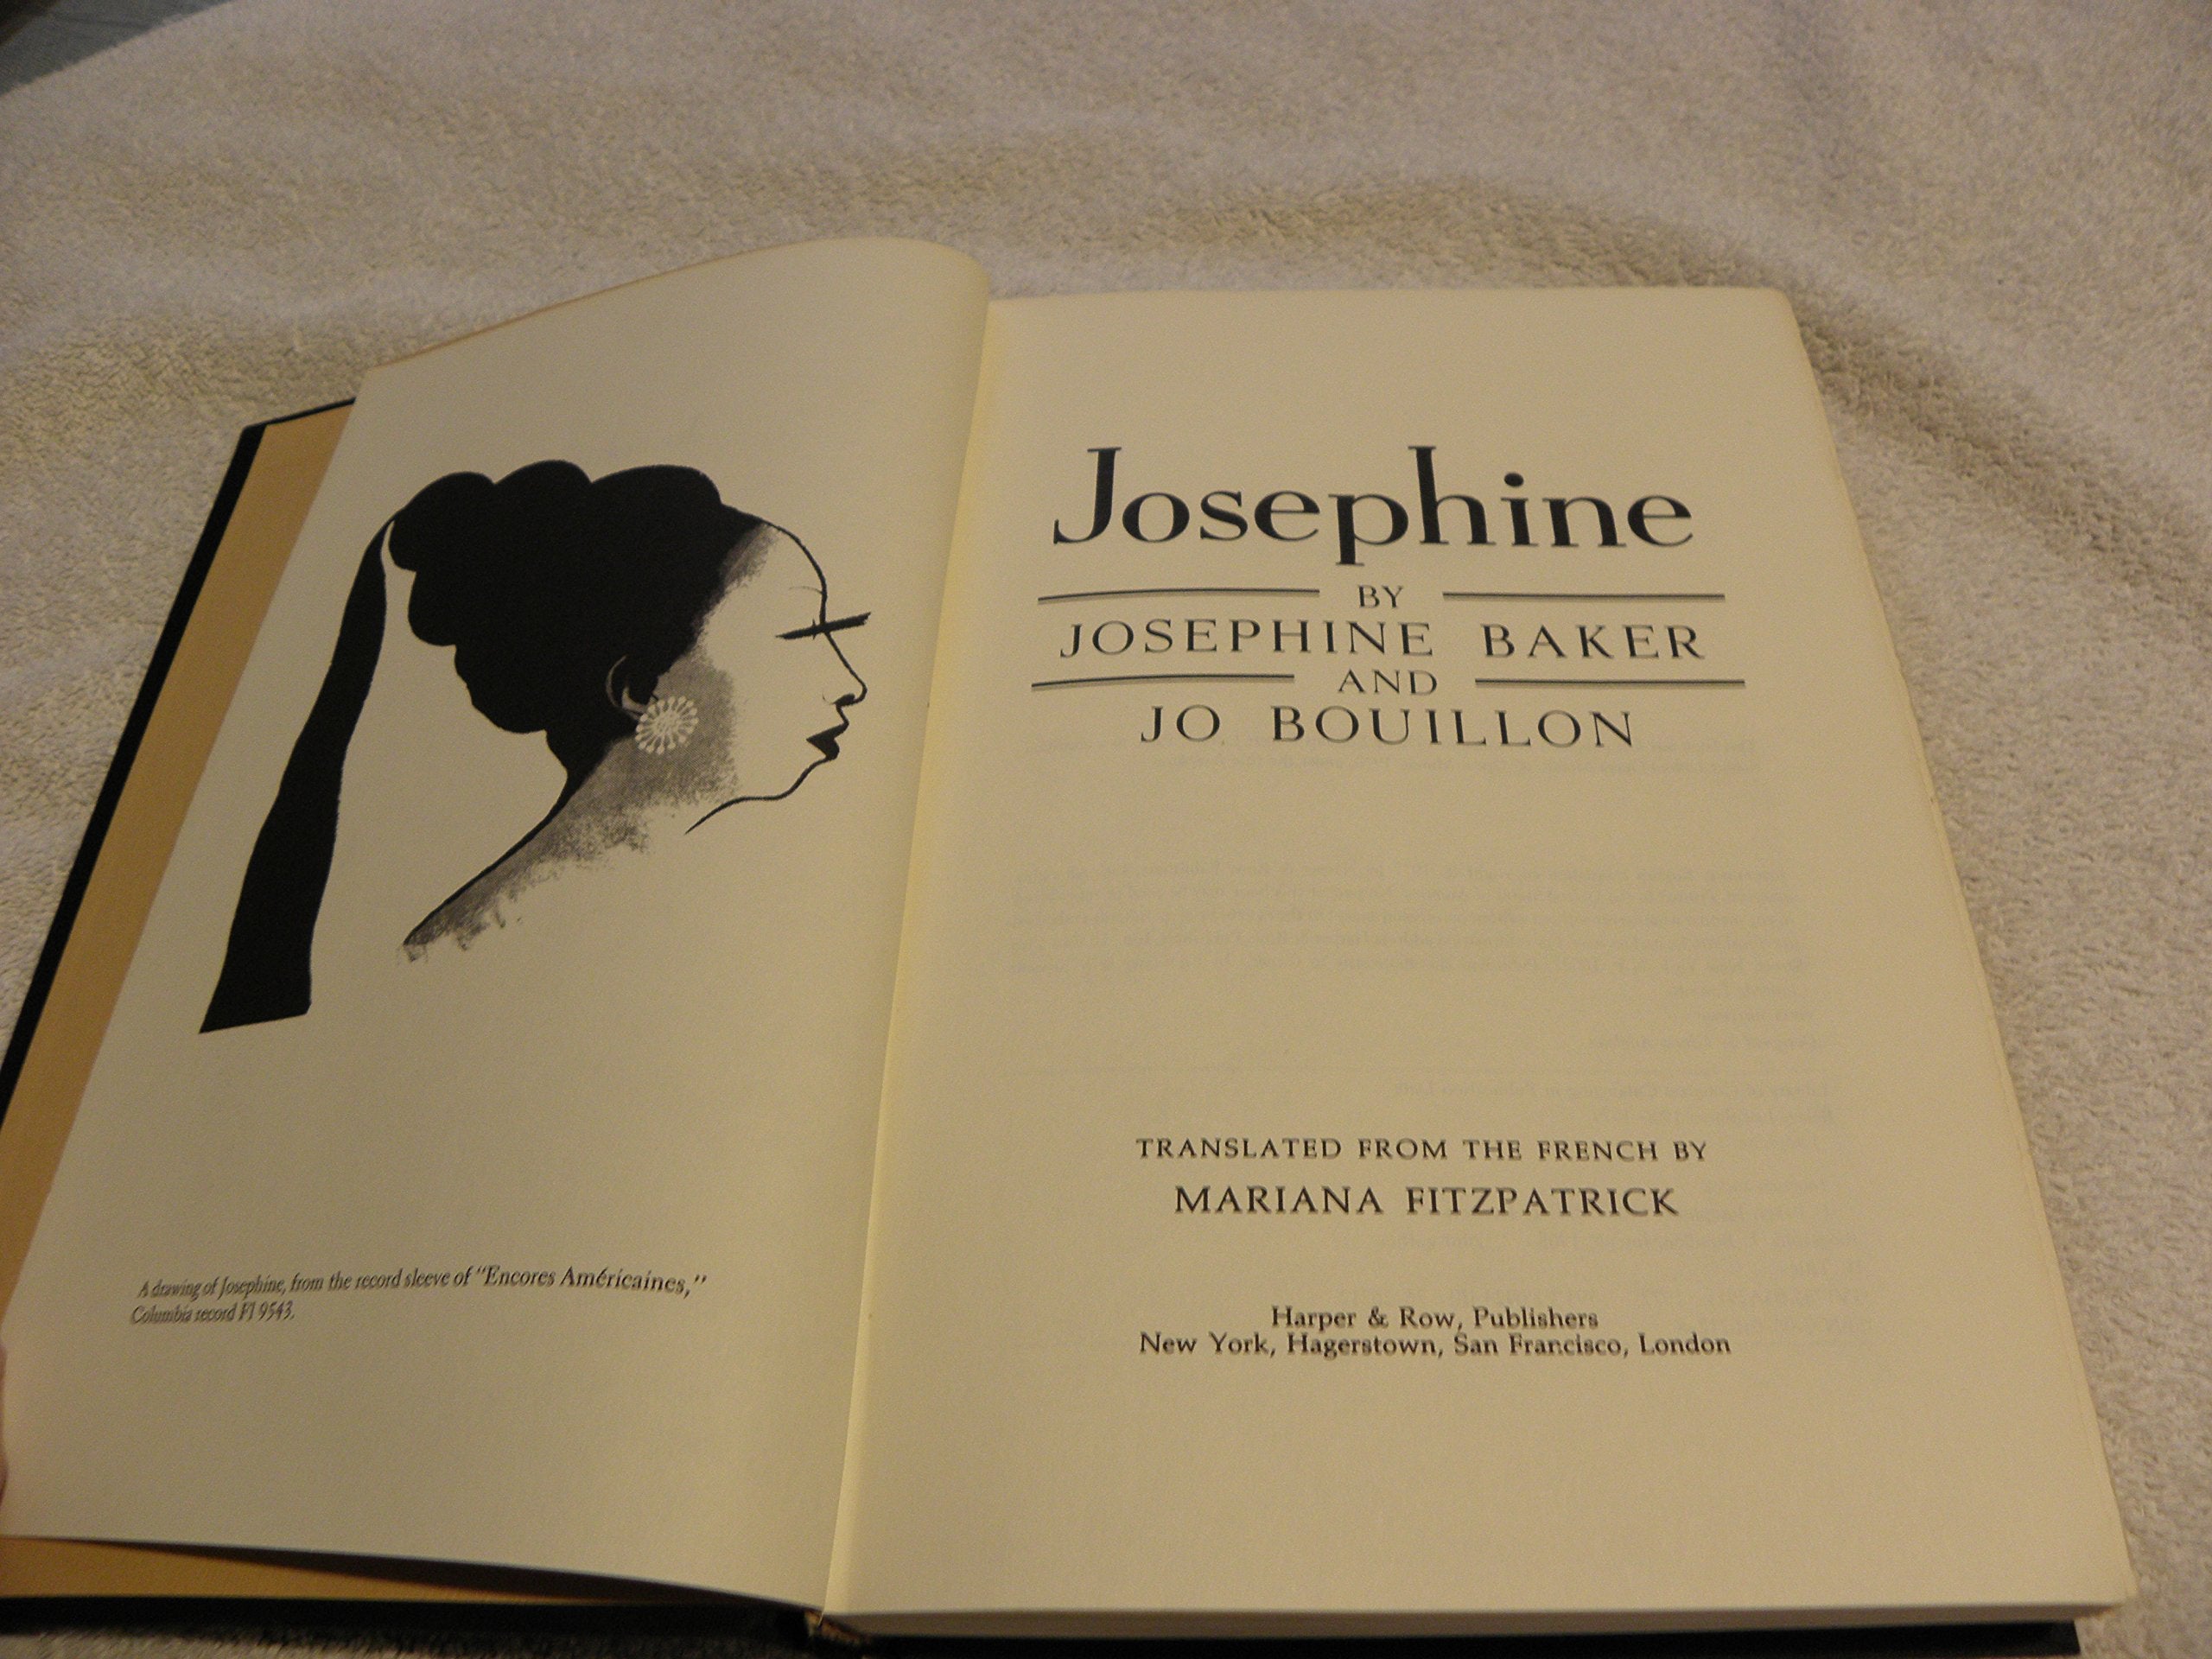 A drawing of Josephine, from the record sleeve of "Encores Américaines,"
Columbia record Fl 9543.
Josephine
BY
JOSEPHINE BAKER
AND
JO BOUILLON
TRANSLATED FROM THE FRENCH BY
MARIANA FITZPATRICK
Harper & Row, Publishers
New York, Hagerstown, San Francisco, London